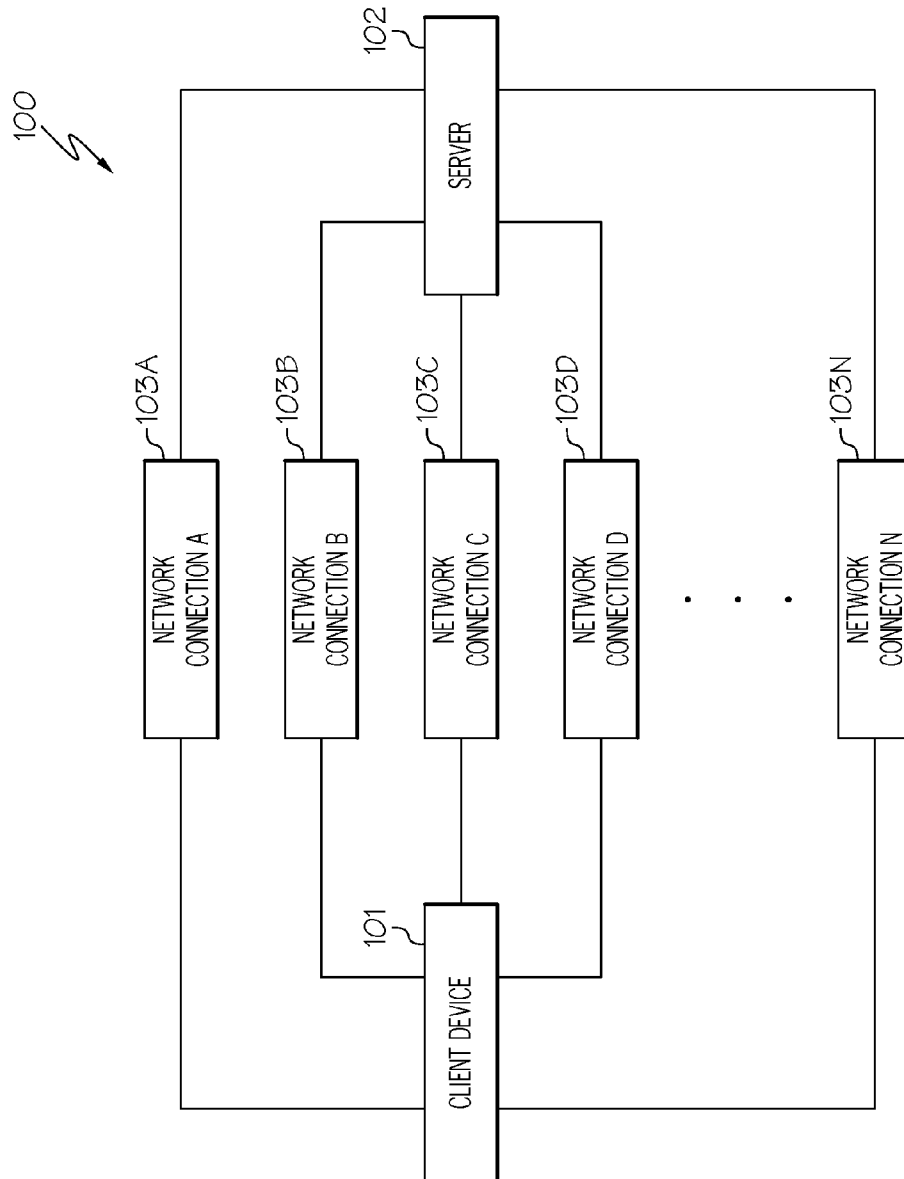 100
102
SERVER
103A
NETWORK
CONNECTION A
103B
NETWORK
CONNECTION B
103C
NETWORK
CONNECTION C
103D
NETWORK
CONNECTION D
. . .
103N
NETWORK
CONNECTION N
101
CLIENT DEVICE